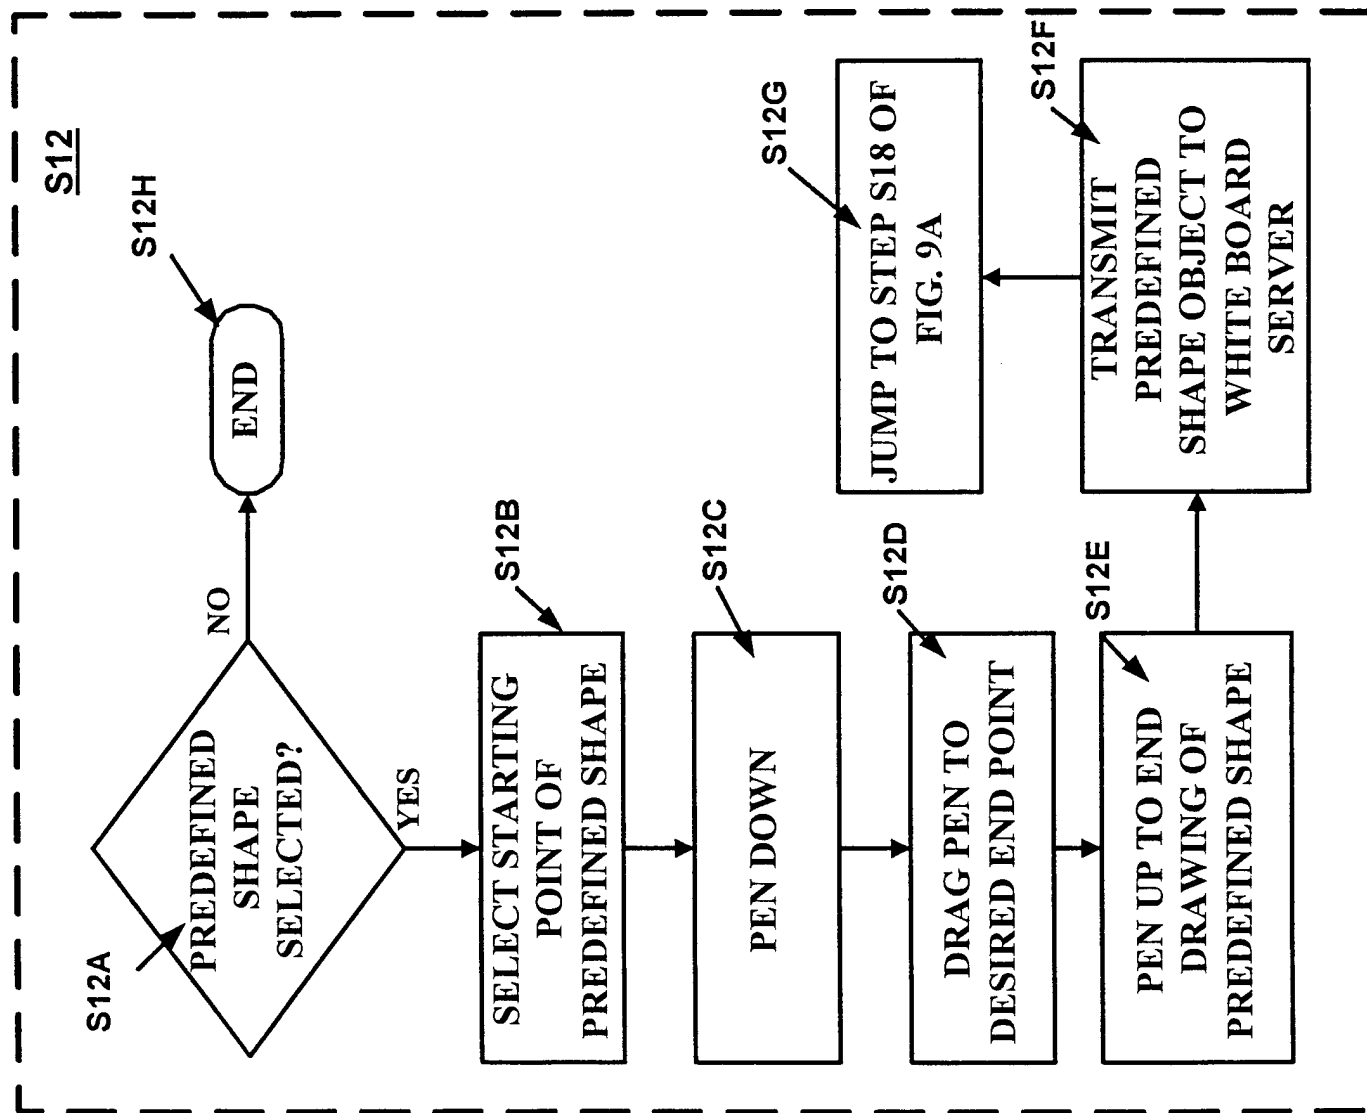 S12
S12A
PREDEFINED
SHAPE
SELECTED?
NO
S12H
END
YES
S12B
SELECT STARTING
POINT OF
PREDEFINED SHAPE
S12C
PEN DOWN
S12D
DRAG PEN TO
DESIRED END POINT
S12E
PEN UP TO END
DRAWING OF
PREDEFINED SHAPE
S12F
TRANSMIT
PREDEFINED
SHAPE OBJECT TO
WHITE BOARD
SERVER
S12G
JUMP TO STEP S18 OF
FIG. 9A